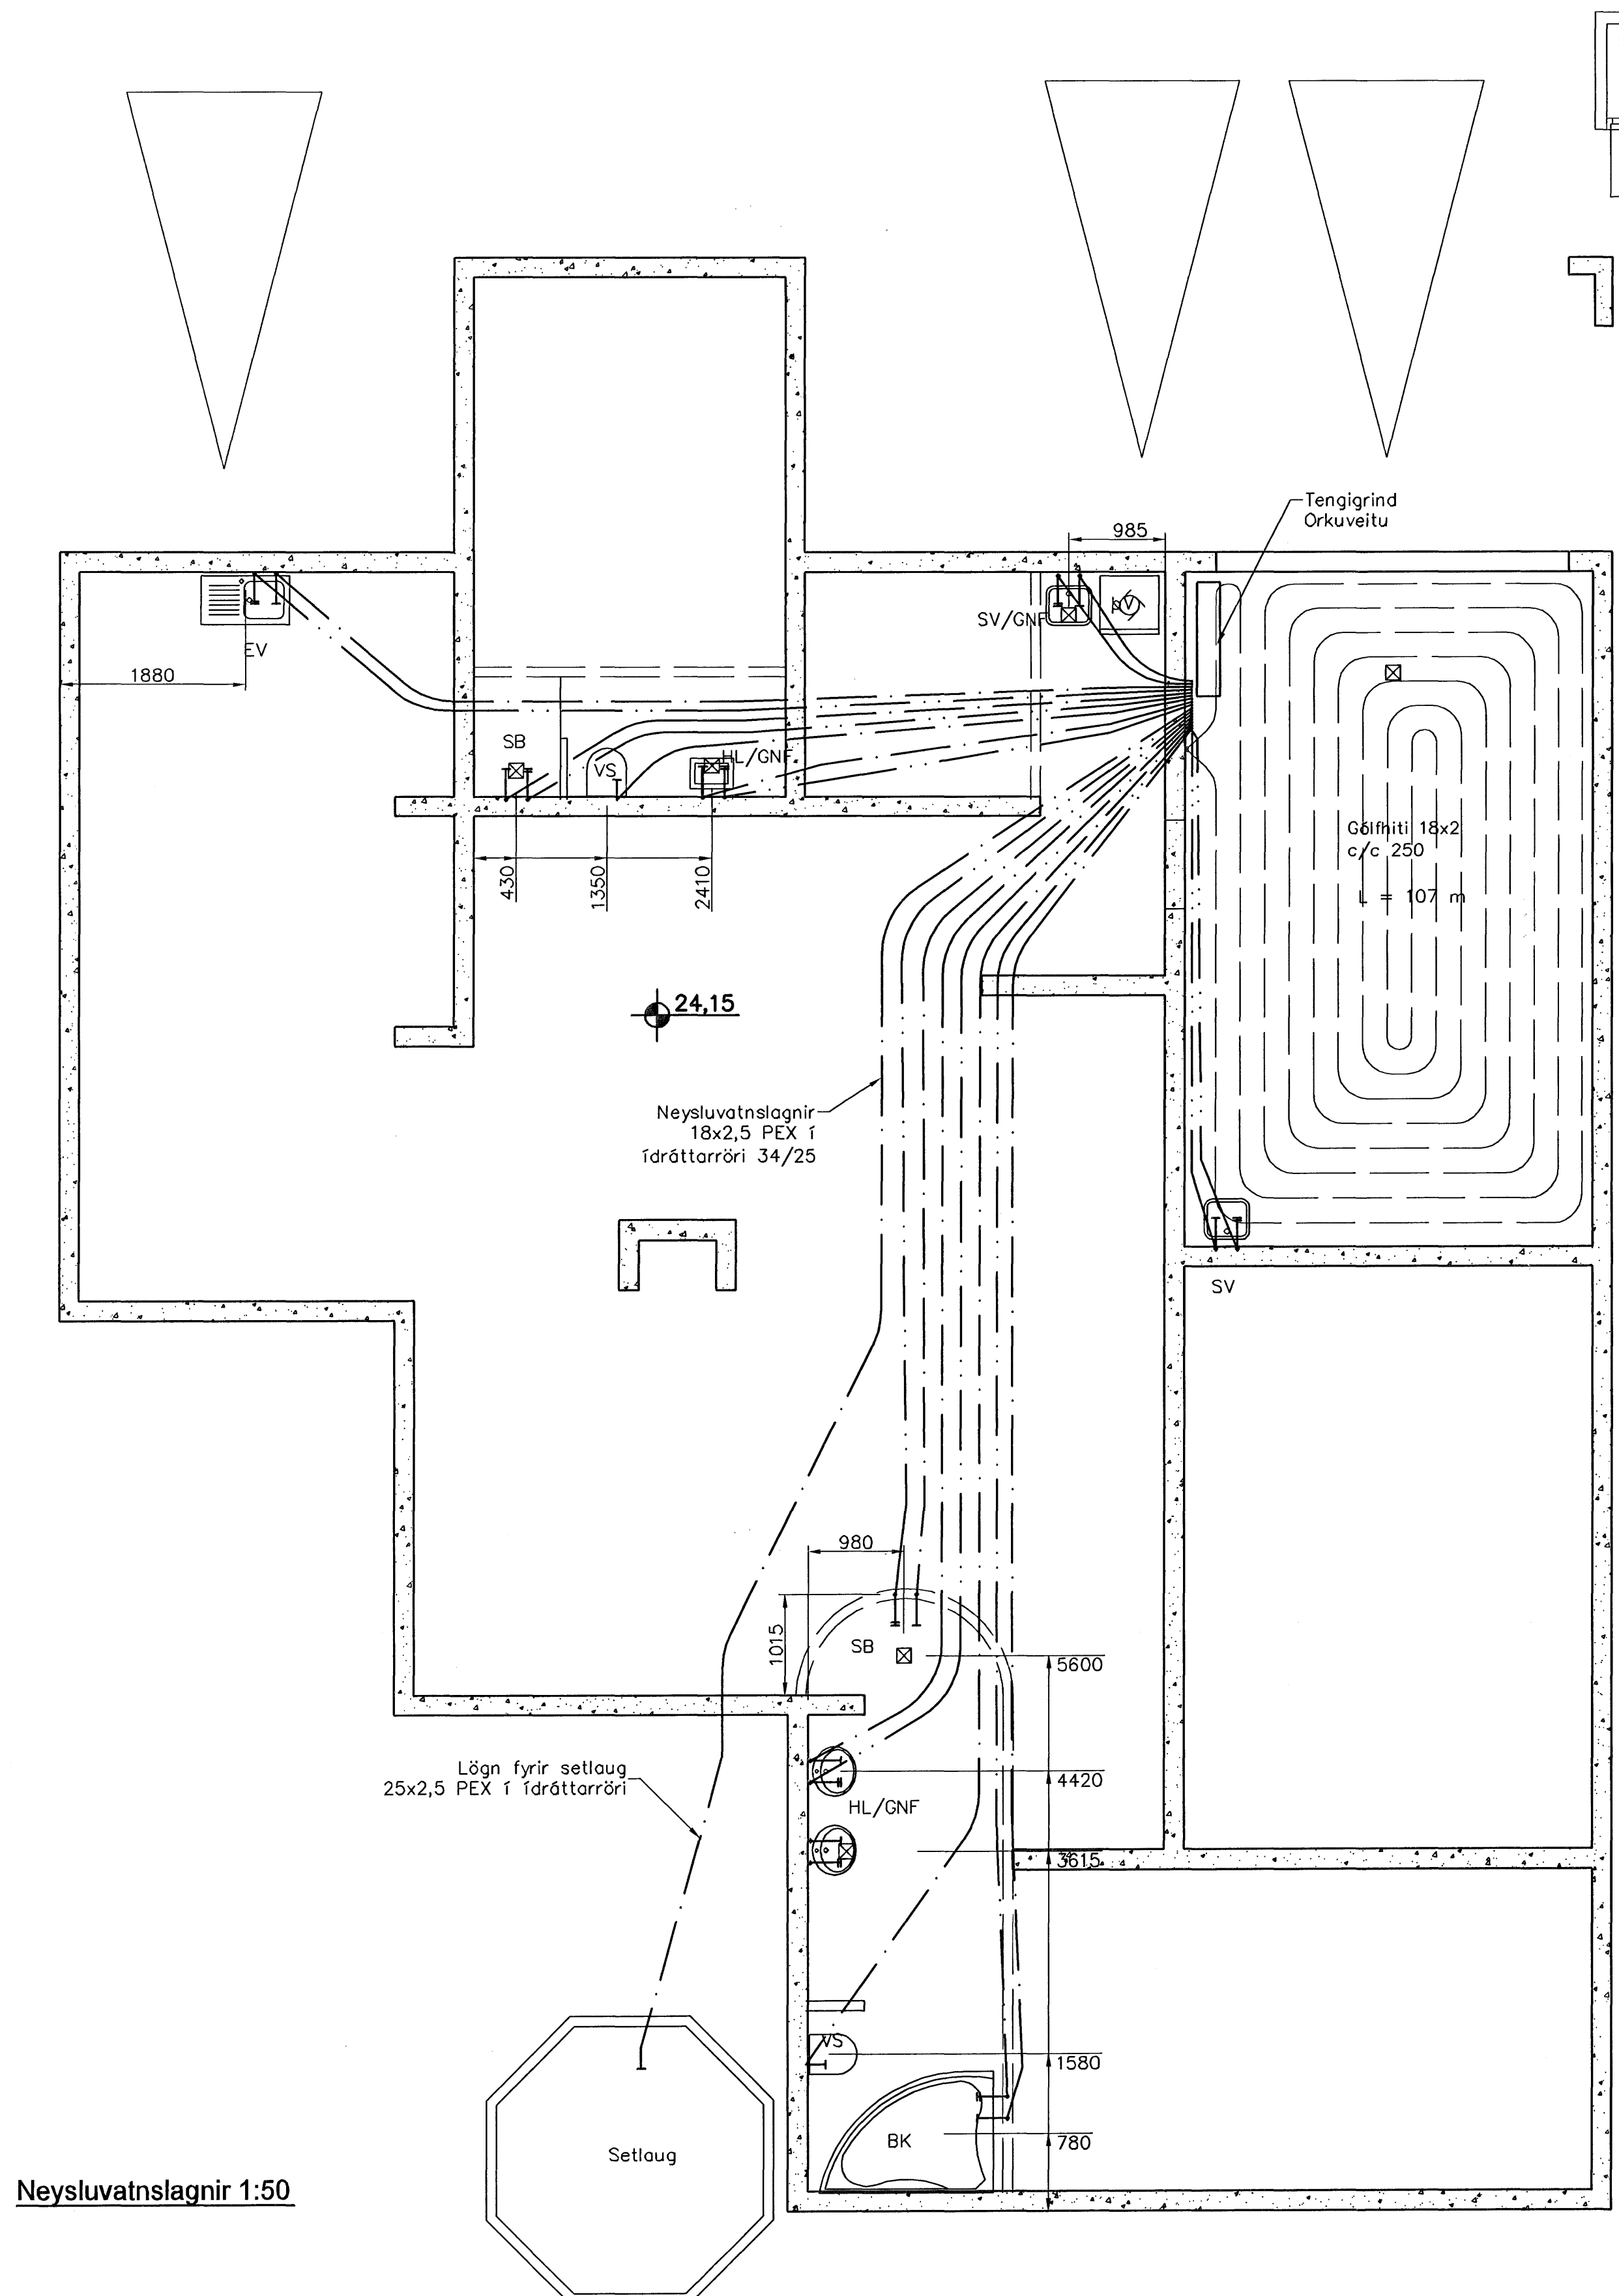 Tengigrind
Orkuveitu
985
SV/GNF
ÞV
EV
1880
SB
VS
HL/GNF
430
1350
2410
Gólfhiti 18x2
c/c 250
L = 107 m
24,15
Neysluvatnslagnir
18x2,5 PEX í
ídráttarröri 34/25
SV
980
1015
SB
5600
Lögn fyrir setlaug
25x2,5 PEX í ídráttarröri
4420
HL/GNF
3615
VS
1580
BK
780
Setlaug
Neysluvatnslagnir 1:50